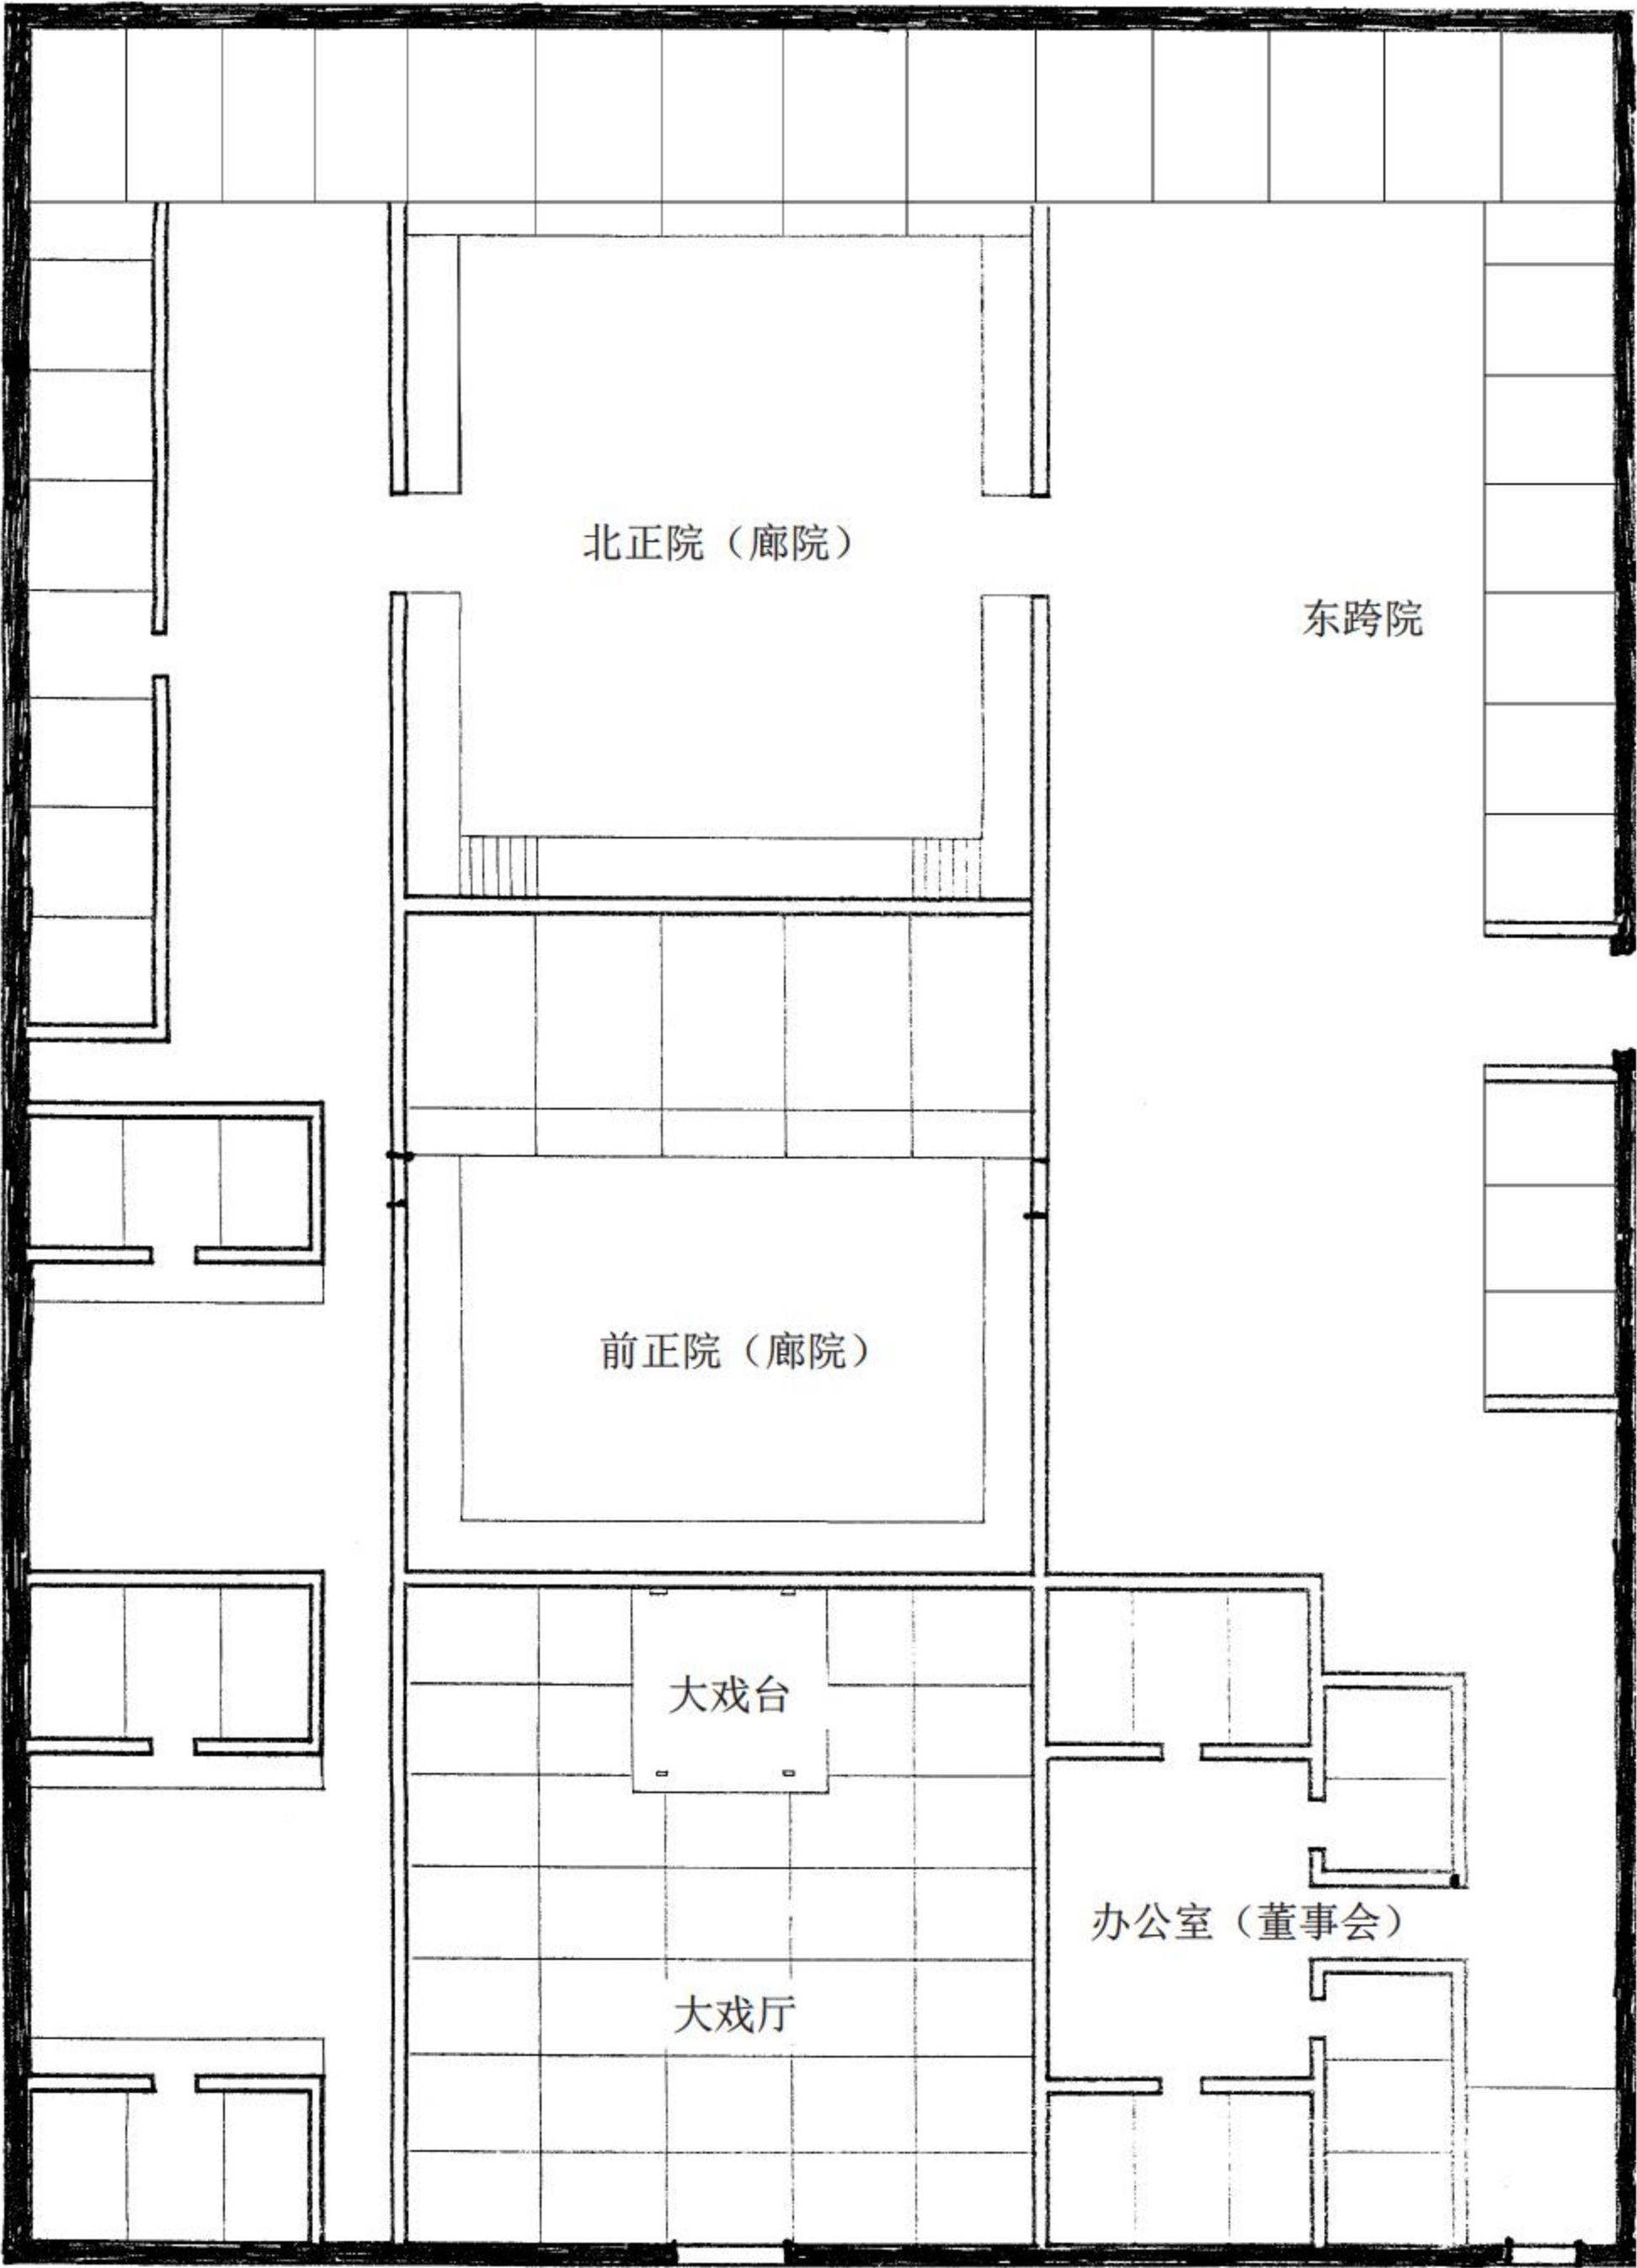 北正院（廊院）
东跨院
前正院（廊院）
大戏台
办公室（董事会）
大戏厅